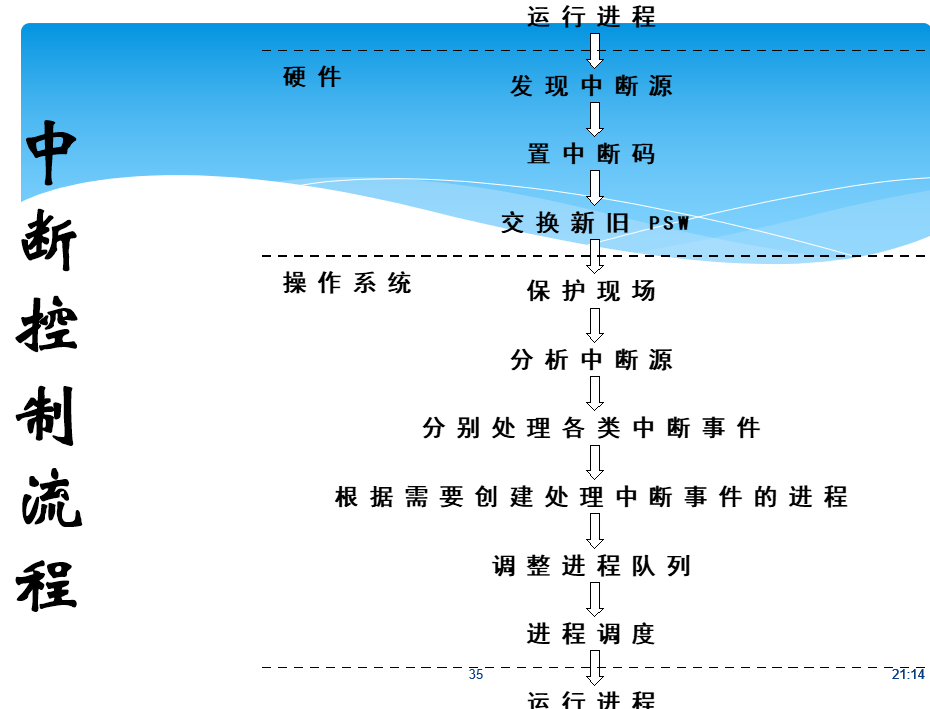 中断控制流程
运行进程
硬件
发现中断源
置中断码
交换新旧 PSW
操作系统
保护现场
分析中断源
分别处理各类中断事件
根据需要创建处理中断事件的进程
调整进程队列
进程调度
35
21:14
运行进程